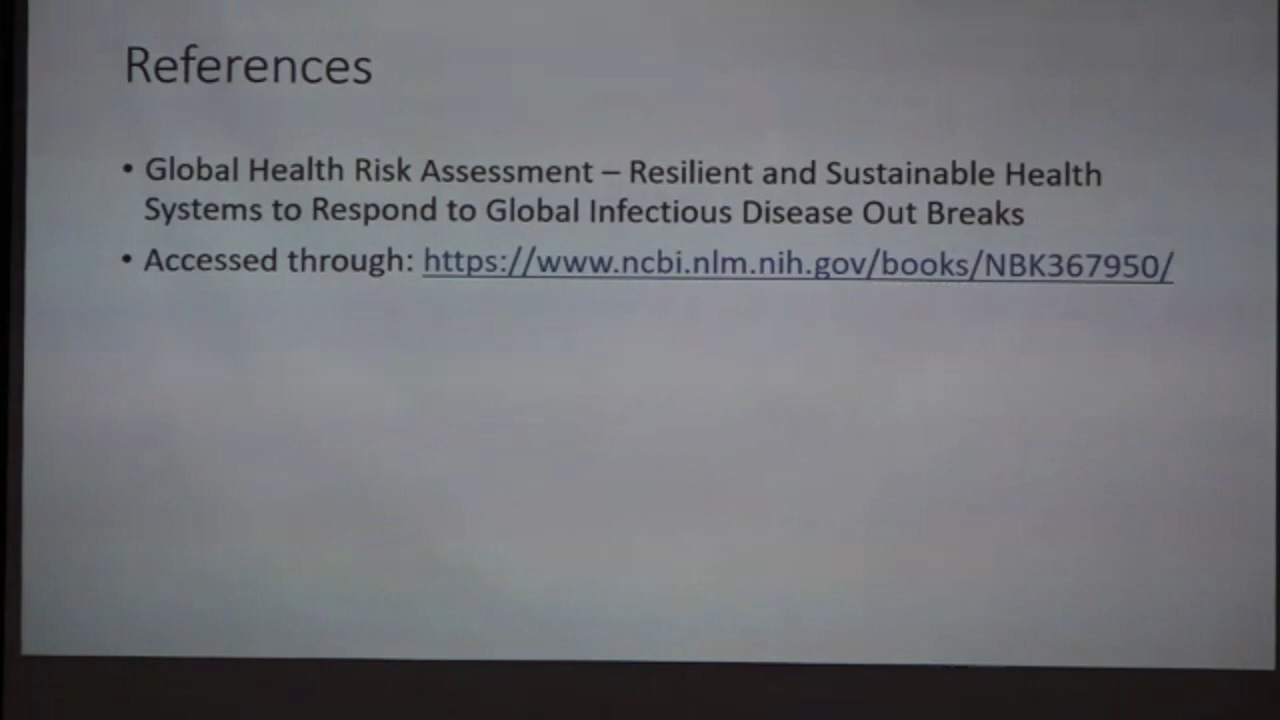 References
• Global Health Risk Assessment – Resilient and Sustainable Health
Systems to Respond to Global Infectious Disease Out Breaks
• Accessed through: https://www.ncbi.nlm.nih.gov/books/NBK367950/